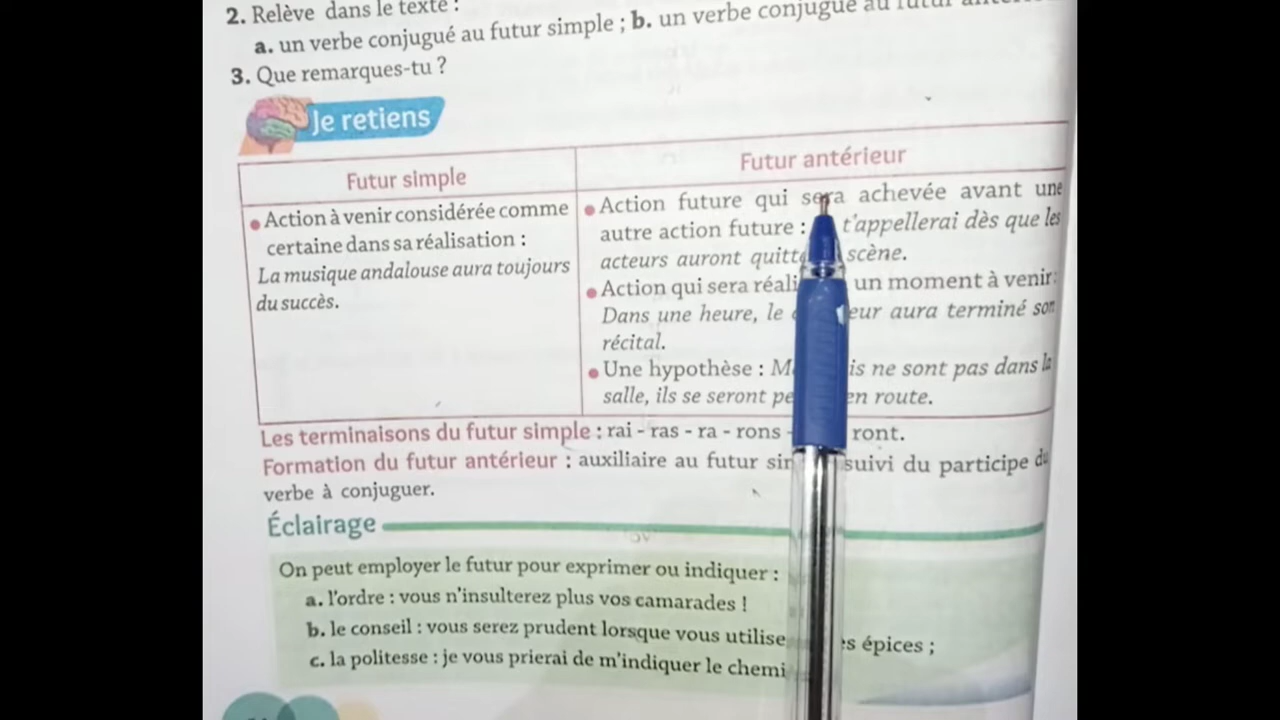 2. Relève dans le texte :
a. un verbe conjugué au futur simple ; b. un verbe conjugué au futur
3. Que remarques-tu ?
Je retiens
Futur simple
Action à venir considérée comme
certaine dans sa réalisation :
La musique andalouse aura toujours
du succès.
Futur antérieur
Action future qui sera achevée avant une
autre action future : t'appellerai dès que les
acteurs auront scène.
Action qui sera un moment à venir :
Dans une heure, le aura terminé son
récital.
Une hypothèse : ne sont pas dans la
salle, ils se seront en route.
Les terminaisons du futur simple : rai - ras - ra - rons - ront.
Formation du futur antérieur : auxiliaire au futur suivi du participe du
verbe à conjuguer.
Éclairage
On peut employer le futur pour exprimer ou indiquer :
a. l'ordre : vous n'insulterez plus vos camarades !
b. le conseil : vous serez prudent lorsque vous épices ;
c. la politesse : je vous prierai de m'indiquer le